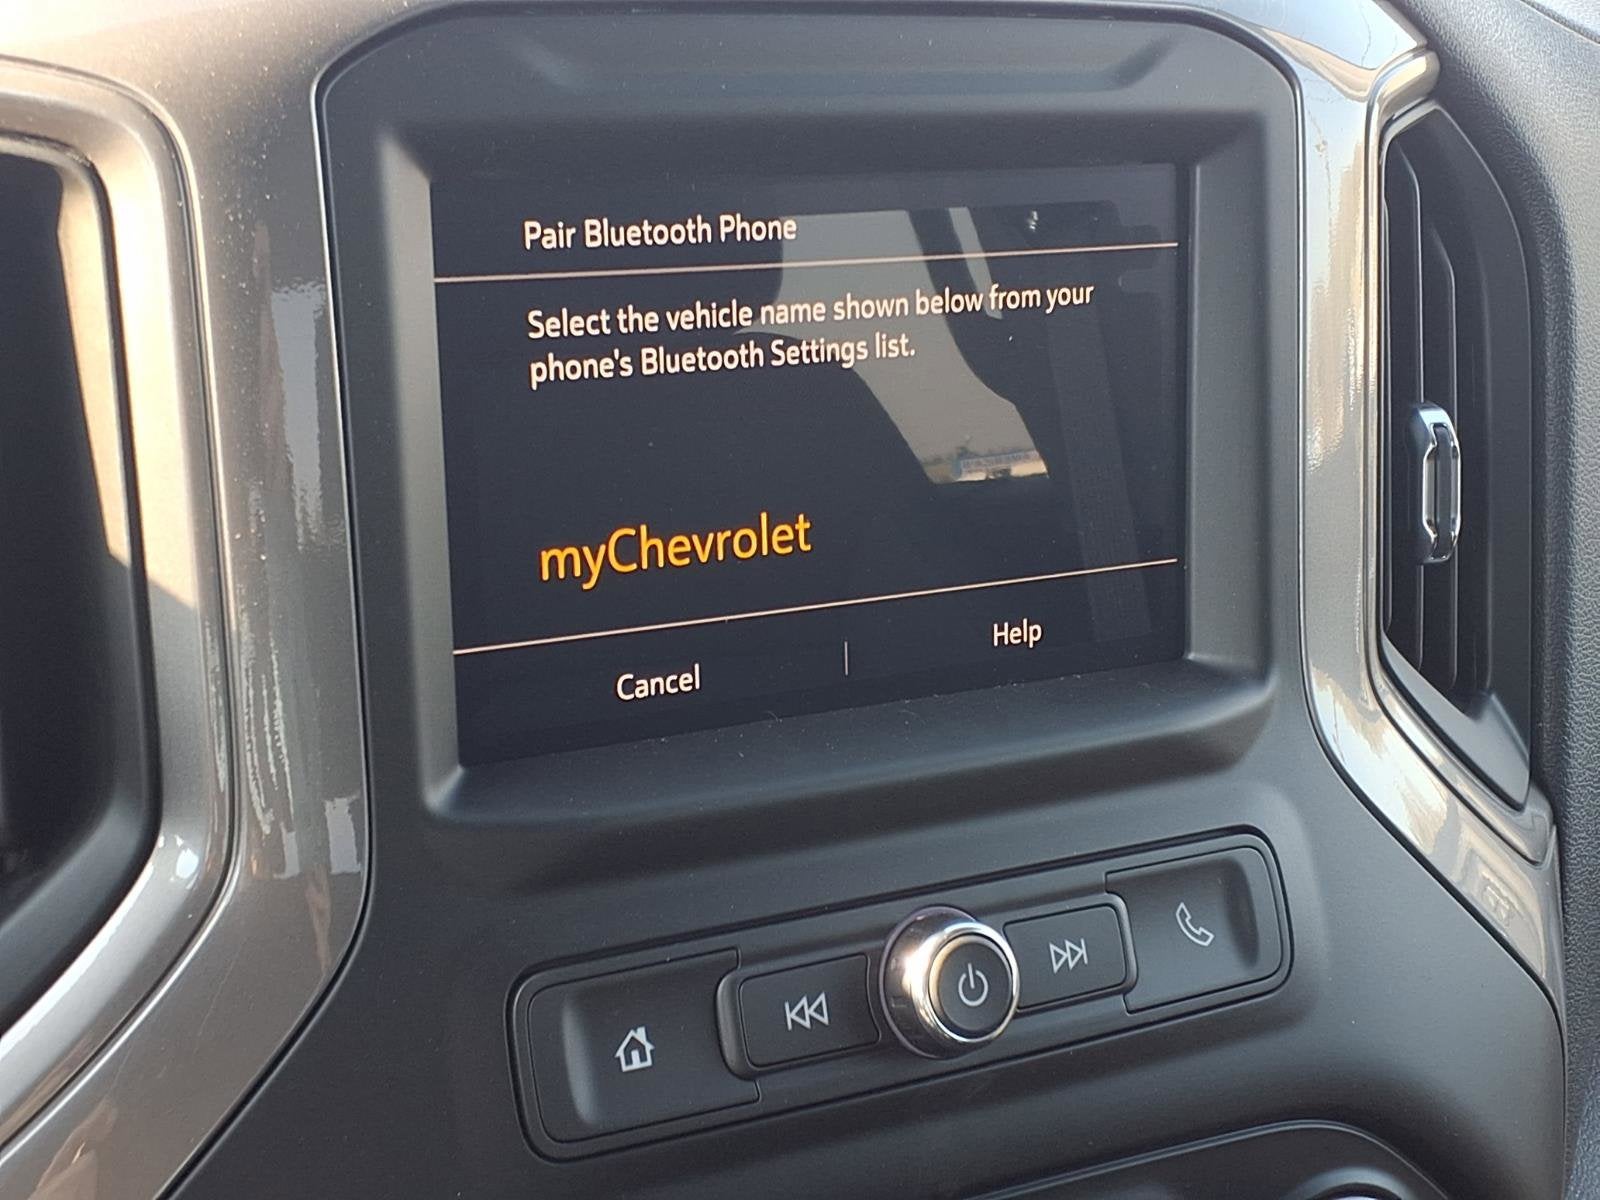 Pair Bluetooth Phone
Select the vehicle name shown below from your
phone's Bluetooth Settings list.
myChevrolet
Cancel
Help